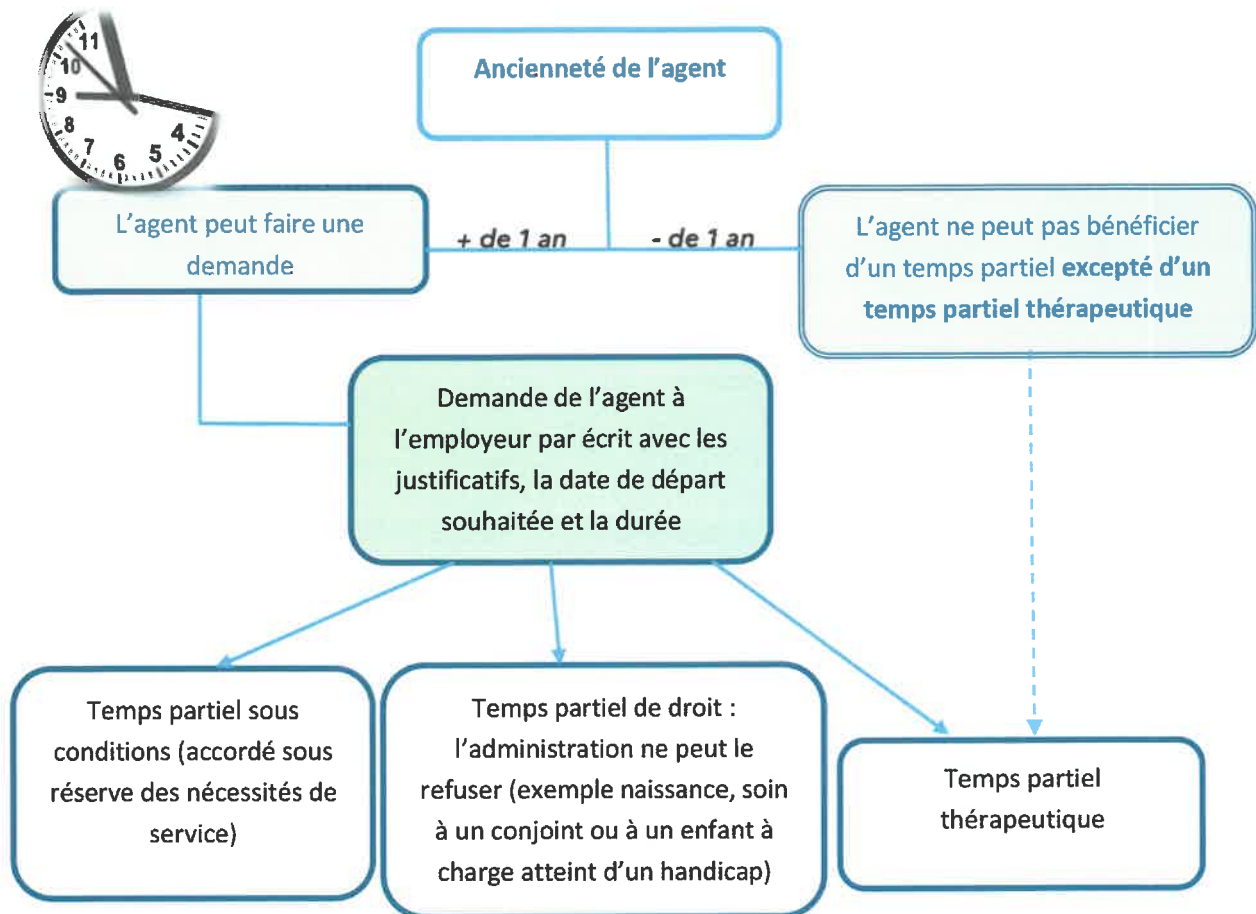 11
10
9
8
7
6
5
4
Ancienneté de l'agent
L'agent peut faire une
demande
+ de 1 an
- de 1 an
L'agent ne peut pas bénéficier
d'un temps partiel excepté d'un
temps partiel thérapeutique
Demande de l'agent à
l'employeur par écrit avec les
justificatifs, la date de départ
souhaitée et la durée
Temps partiel sous
conditions (accordé sous
réserve des nécessités de
service)
Temps partiel de droit :
l'administration ne peut le
refuser (exemple naissance, soin
à un conjoint ou à un enfant à
charge atteint d'un handicap)
Temps partiel
thérapeutique